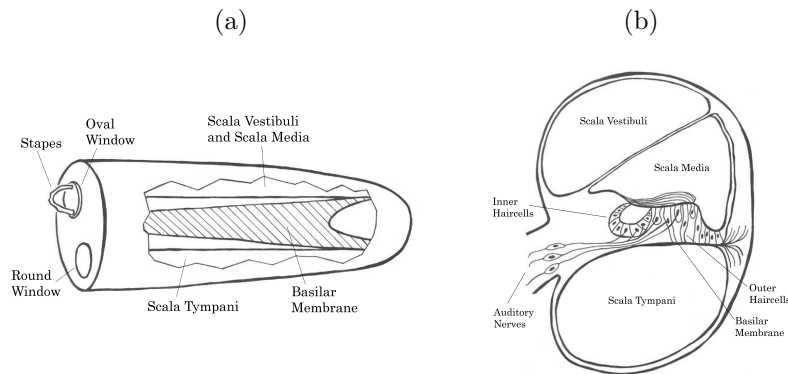 (a)
Oval
Window
Stapes
Scala Vestibuli
and Scala Media
Round
Window
Scala Tympani
Basilar
Membrane
(b)
Scala Vestibuli
Scala Media
Inner
Haircells
Scala Tympani
Auditory
Nerves
Outer
Haircells
Basilar
Membrane